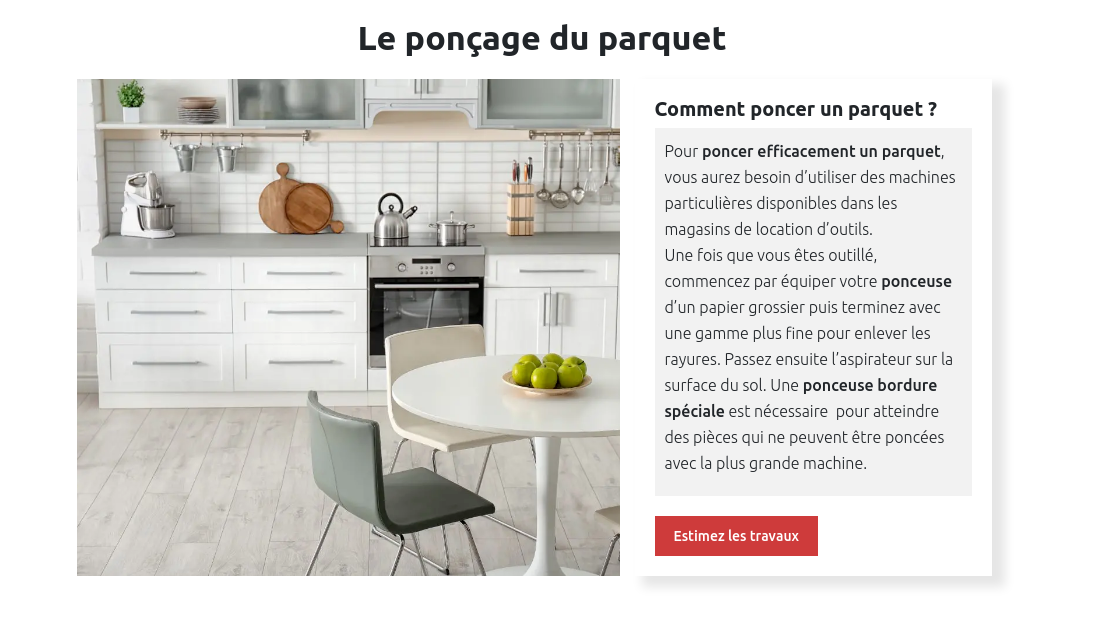 Le ponçage du parquet
Comment poncer un parquet ?
Pour poncer efficacement un parquet,
vous aurez besoin d’utiliser des machines
particulières disponibles dans les
magasins de location d’outils.
Une fois que vous êtes outillé,
commencez par équiper votre ponceuse
d’un papier grossier puis terminez avec
une gamme plus fine pour enlever les
rayures. Passez ensuite l’aspirateur sur la
surface du sol. Une ponceuse bordure
spéciale est nécessaire  pour atteindre
des pièces qui ne peuvent être poncées
avec la plus grande machine.
Estimez les travaux